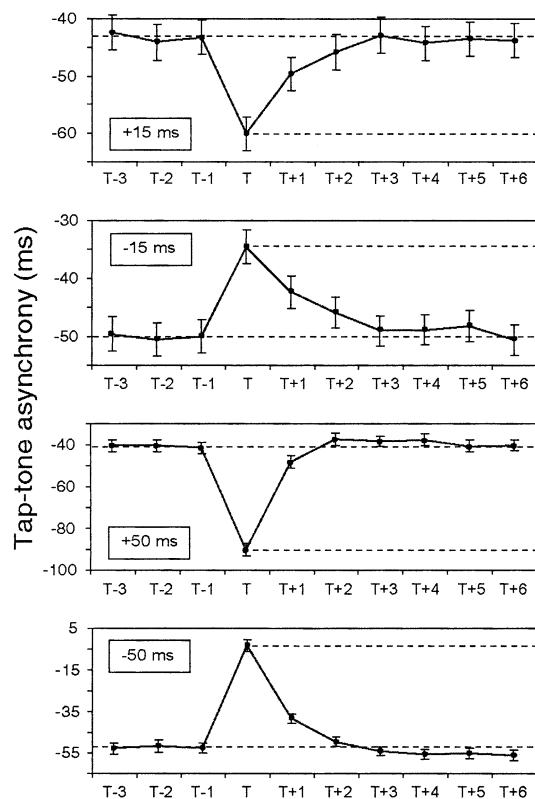 Tap-tone asynchrony (ms)
-40
-50
-60
+15 ms
T-3 T-2 T-1 T T+1 T+2 T+3 T+4 T+5 T+6
-30
-15 ms
-40
-50
T-3 T-2 T-1 T T+1 T+2 T+3 T+4 T+5 T+6
-40
-60
-80
+50 ms
-100
T-3 T-2 T-1 T T+1 T+2 T+3 T+4 T+5 T+6
5
-50 ms
-15
-35
-55
T-3 T-2 T-1 T T+1 T+2 T+3 T+4 T+5 T+6